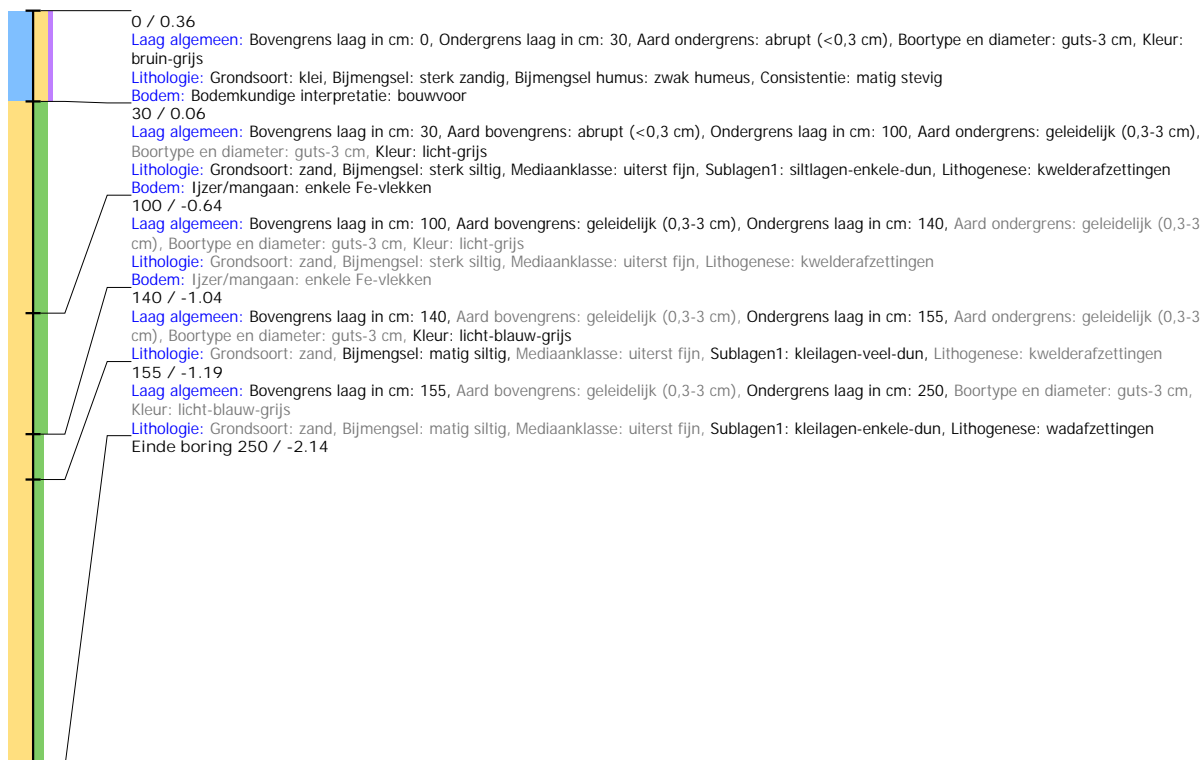 0 / 0.36
Laag algemeen: Bovengrens laag in cm: 0, Ondergrens laag in cm: 30, Aard ondergrens: abrupt (<0,3 cm), Boortype en diameter: guts-3 cm, Kleur:
bruin-grijs
Lithologie: Grondsoort: klei, Bijmengsel: sterk zandig, Bijmengsel humus: zwak humeus, Consistentie: matig stevig
Bodem: Bodemkundige interpretatie: bouwvoor
30 / 0.06
Laag algemeen: Bovengrens laag in cm: 30, Aard bovengrens: abrupt (<0,3 cm), Ondergrens laag in cm: 100, Aard ondergrens: geleidelijk (0,3-3 cm),
Boortype en diameter: guts-3 cm, Kleur: licht-grijs
Lithologie: Grondsoort: zand, Bijmengsel: sterk siltig, Mediaanklasse: uiterst fijn, Sublagen1: siltlagen-enkele-dun, Lithogenese: kwelderafzettingen
Bodem: Ijzer/mangaan: enkele Fe-vlekken
100 / -0.64
Laag algemeen: Bovengrens laag in cm: 100, Aard bovengrens: geleidelijk (0,3-3 cm), Ondergrens laag in cm: 140, Aard ondergrens: geleidelijk (0,3-3
cm), Boortype en diameter: guts-3 cm, Kleur: licht-grijs
Lithologie: Grondsoort: zand, Bijmengsel: sterk siltig, Mediaanklasse: uiterst fijn, Lithogenese: kwelderafzettingen
Bodem: Ijzer/mangaan: enkele Fe-vlekken
140 / -1.04
Laag algemeen: Bovengrens laag in cm: 140, Aard bovengrens: geleidelijk (0,3-3 cm), Ondergrens laag in cm: 155, Aard ondergrens: geleidelijk (0,3-3
cm), Boortype en diameter: guts-3 cm, Kleur: licht-blauw-grijs
Lithologie: Grondsoort: zand, Bijmengsel: matig siltig, Mediaanklasse: uiterst fijn, Sublagen1: kleilagen-veel-dun, Lithogenese: kwelderafzettingen
155 / -1.19
Laag algemeen: Bovengrens laag in cm: 155, Aard bovengrens: geleidelijk (0,3-3 cm), Ondergrens laag in cm: 250, Boortype en diameter: guts-3 cm,
Kleur: licht-blauw-grijs
Lithologie: Grondsoort: zand, Bijmengsel: matig siltig, Mediaanklasse: uiterst fijn, Sublagen1: kleilagen-enkele-dun, Lithogenese: wadafzettingen
Einde boring 250 / -2.14